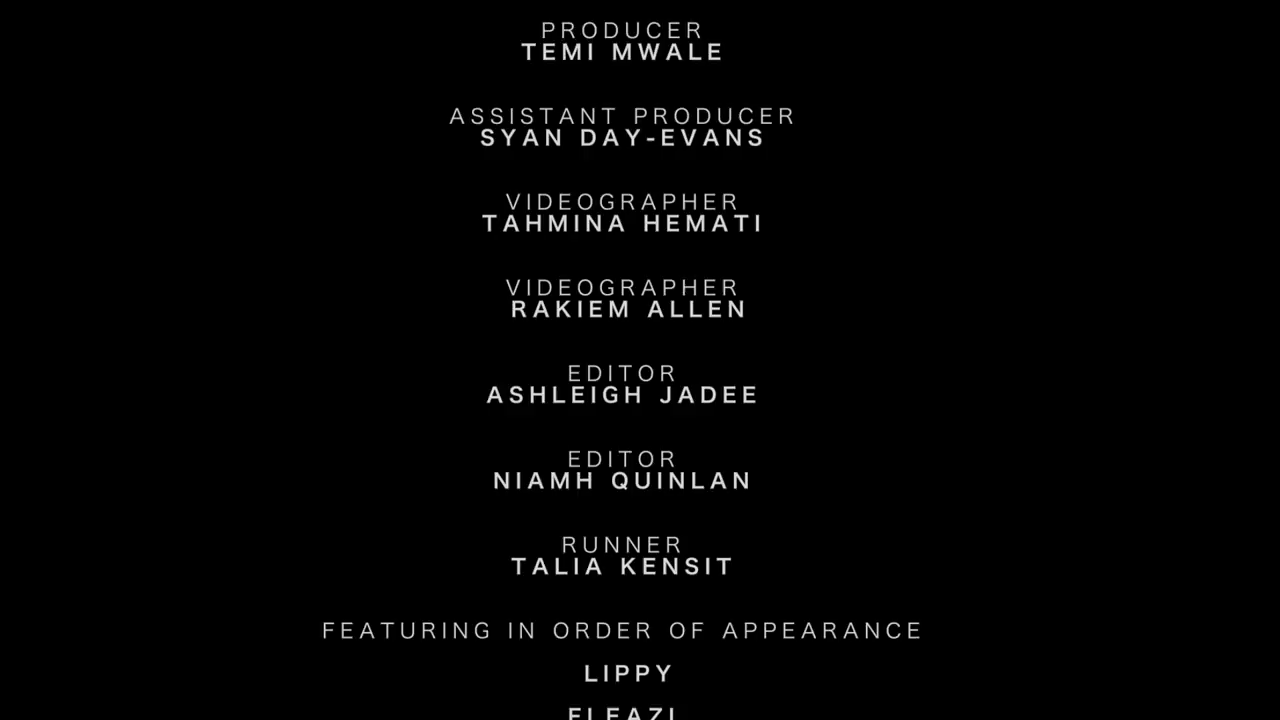 PRODUCER
TEMI MWALE
ASSISTANT PRODUCER
SYAN DAY-EVANS
VIDEOGRAPHER
TAHMINA HEMATI
VIDEOGRAPHER
RAKIEM ALLEN
EDITOR
ASHLEIGH JADEE
EDITOR
NIAMH QUINLAN
RUNNER
TALIA KENSIT
FEATURING IN ORDER OF APPEARANCE
LIPPY